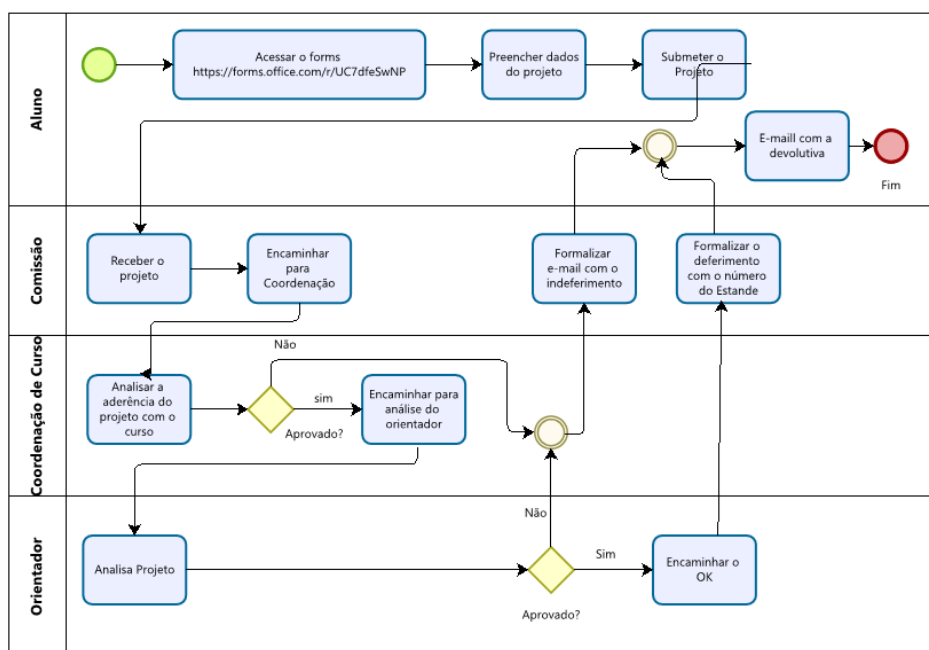 Aluno
Acessar o forms
https://forms.office.com/r/UC7dfeSwNP
Preencher dados
do projeto
Submeter o
Projeto
E-maill com a
devolutiva
Fim
Comissão
Receber o
projeto
Encaminhar
para
Coordenação
Formalizar
e-mail com o
indeferimento
Formalizar o
deferimento
com o número
do Estande
Coordenação de Curso
Não
Analisar a
aderência do
projeto com o
curso
sim
Aprovado?
Encaminhar para
análise do
orientador
Orientador
Não
Analisa Projeto
Sim
Aprovado?
Encaminhar o
OK